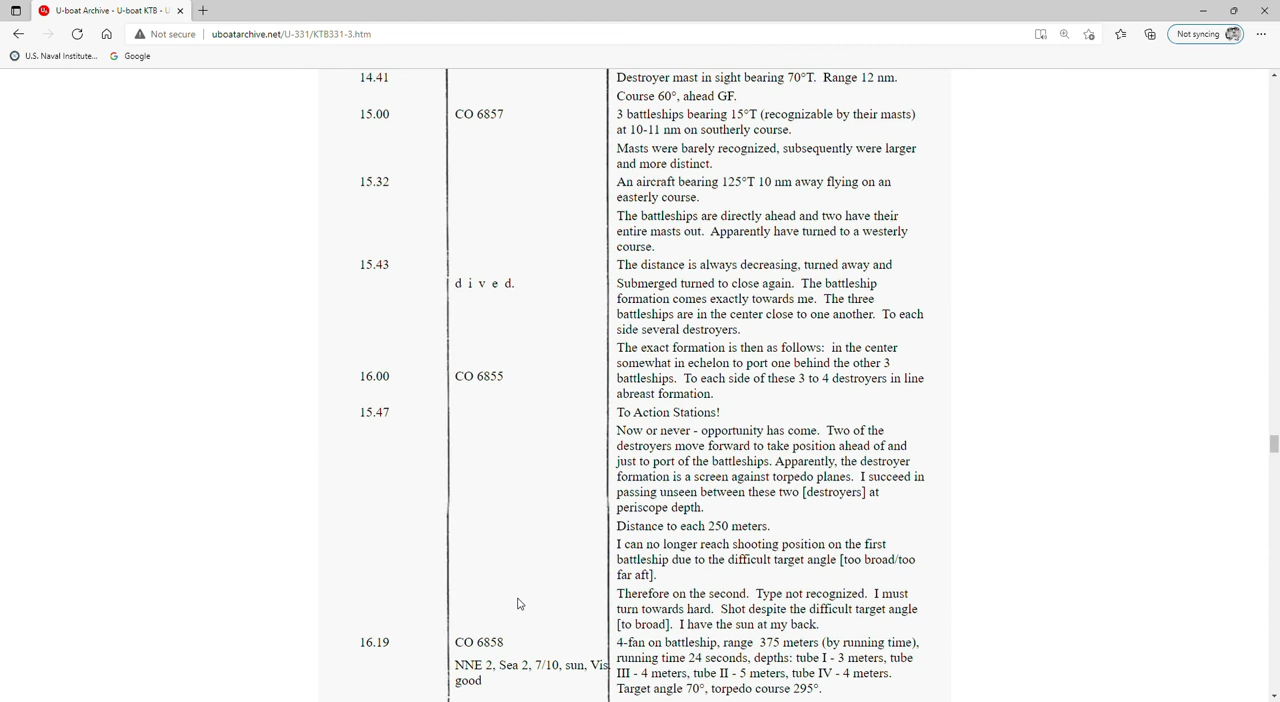 U-boat Archive - U-boat KTB - U
Not secure
uboatarchive.net/U-331/KTB331-3.htm
Not syncing
U.S. Naval Institute...
Google
14.41
Destroyer mast in sight bearing 70°T. Range 12 nm.
Course 60°, ahead GF.
15.00
CO 6857
3 battleships bearing 15°T (recognizable by their masts)
at 10-11 nm on southerly course.
Masts were barely recognized, subsequently were larger
and more distinct.
15.32
An aircraft bearing 125°T 10 nm away flying on an
easterly course.
The battleships are directly ahead and two have their
entire masts out. Apparently have turned to a westerly
course.
15.43
The distance is always decreasing, turned away and
d i v e d.
Submerged turned to close again. The battleship
formation comes exactly towards me. The three
battleships are in the center close to one another. To each
side several destroyers.
The exact formation is then as follows: in the center
somewhat in echelon to port one behind the other 3
16.00
CO 6855
battleships. To each side of these 3 to 4 destroyers in line
abreast formation.
15.47
To Action Stations!
Now or never - opportunity has come. Two of the
destroyers move forward to take position ahead of and
just to port of the battleships. Apparently, the destroyer
formation is a screen against torpedo planes. I succeed in
passing unseen between these two [destroyers] at
periscope depth.
Distance to each 250 meters.
I can no longer reach shooting position on the first
battleship due to the difficult target angle [too broad/too
far aft].
Therefore on the second. Type not recognized. I must
turn towards hard. Shot despite the difficult target angle
[to broad]. I have the sun at my back.
16.19
CO 6858
4-fan on battleship, range 375 meters (by running time),
NNE 2, Sea 2, 7/10, sun, Vis.
good
running time 24 seconds, depths: tube I - 3 meters, tube
III - 4 meters, tube II - 5 meters, tube IV - 4 meters.
Target angle 70°, torpedo course 295°.